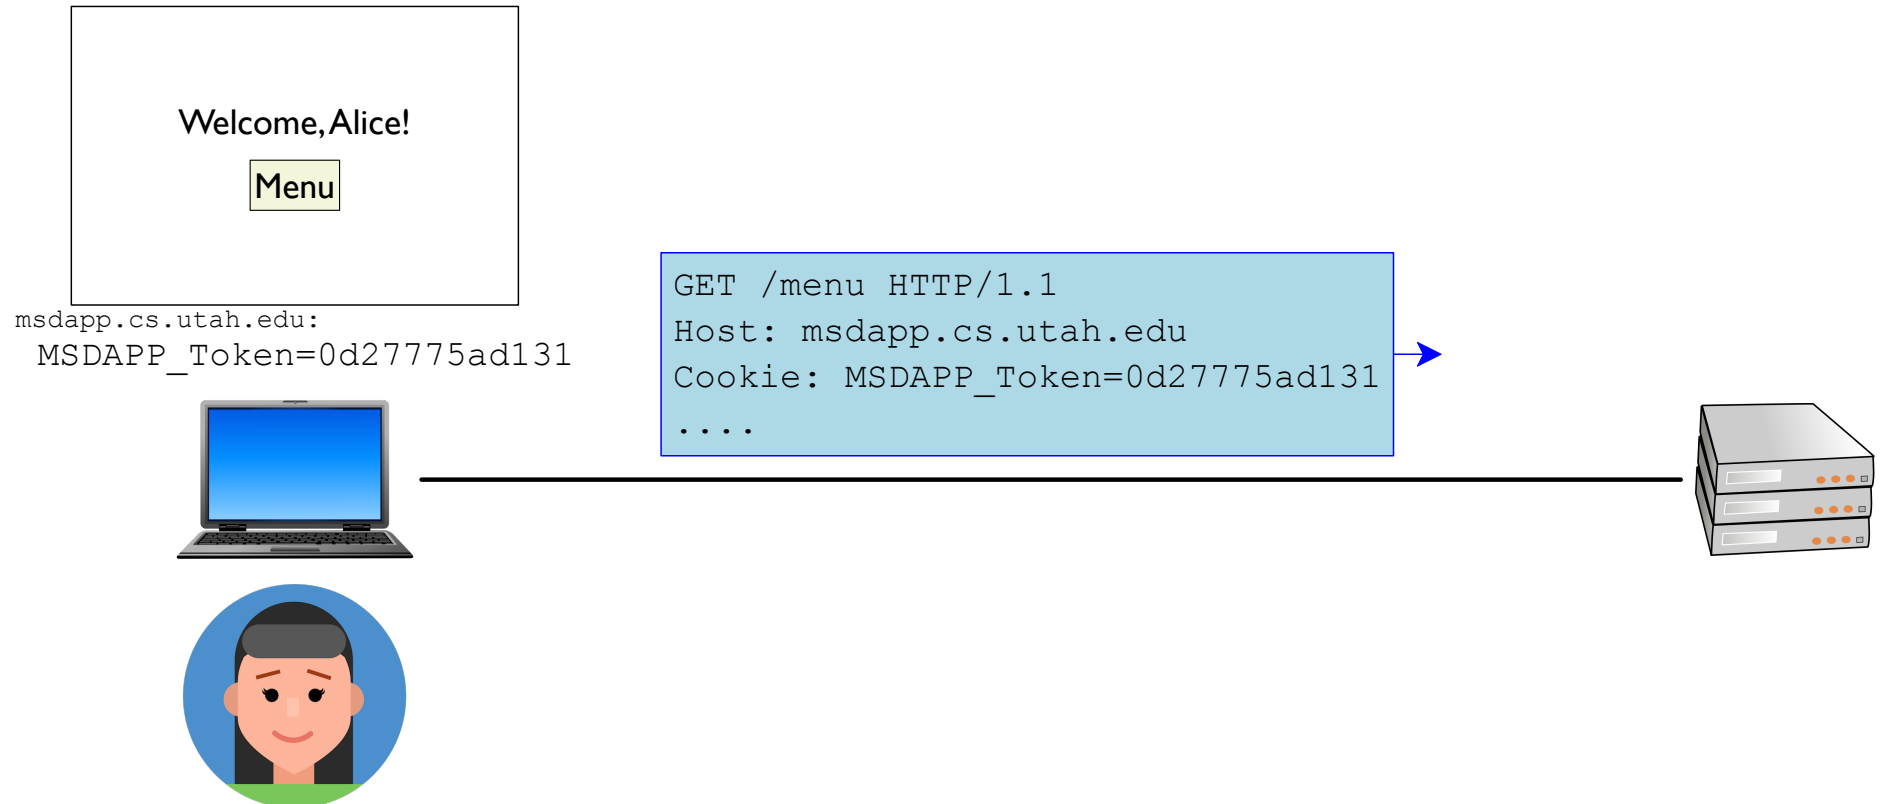 Welcome, Alice!
Menu
msdapp.cs.utah.edu:
MSDAPP_Token=0d27775ad131
GET /menu HTTP/1.1
Host: msdapp.cs.utah.edu
Cookie: MSDAPP_Token=0d27775ad131
....